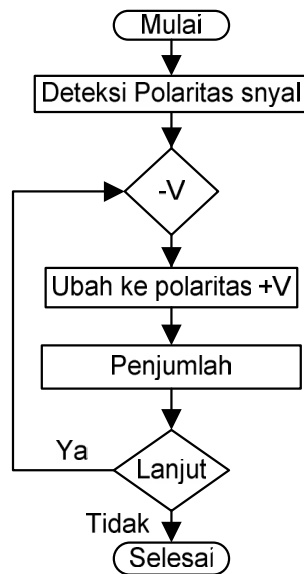 Mulai
Deteksi Polaritas snyal
-V
Ubah ke polaritas +V
Penjumlah
Ya
Lanjut
Tidak
Selesai